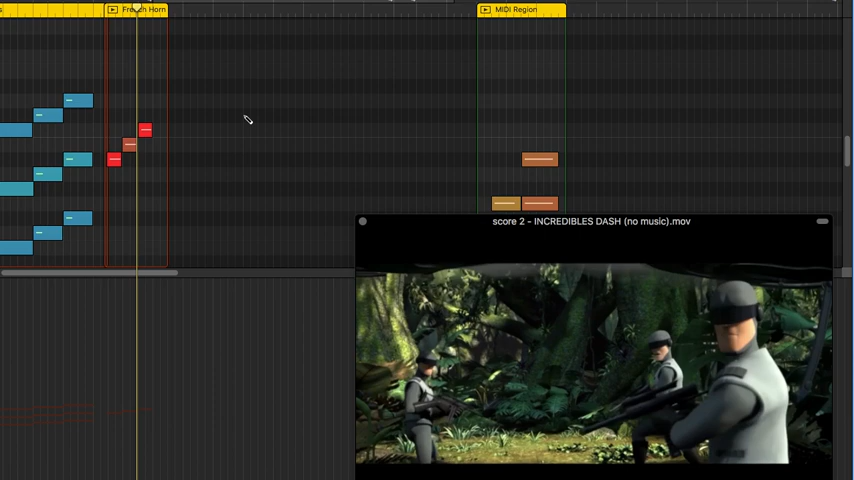 French Horn
MIDI Region
score 2 - INCREDIBLES DASH (no music).mov